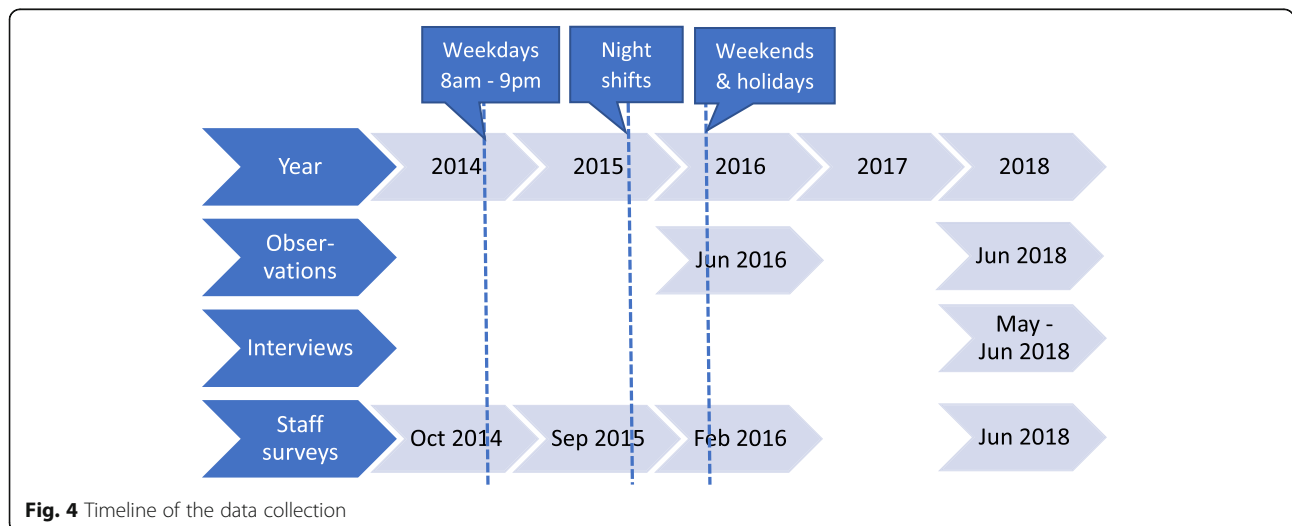 Weekdays
8am - 9pm
Night
shifts
Weekends
& holidays
Year
2014
2015
2016
2017
2018
Obser-
vations
Jun 2016
Jun 2018
Interviews
May -
Jun 2018
Staff
surveys
Oct 2014
Sep 2015
Feb 2016
Jun 2018
Fig. 4 Timeline of the data collection